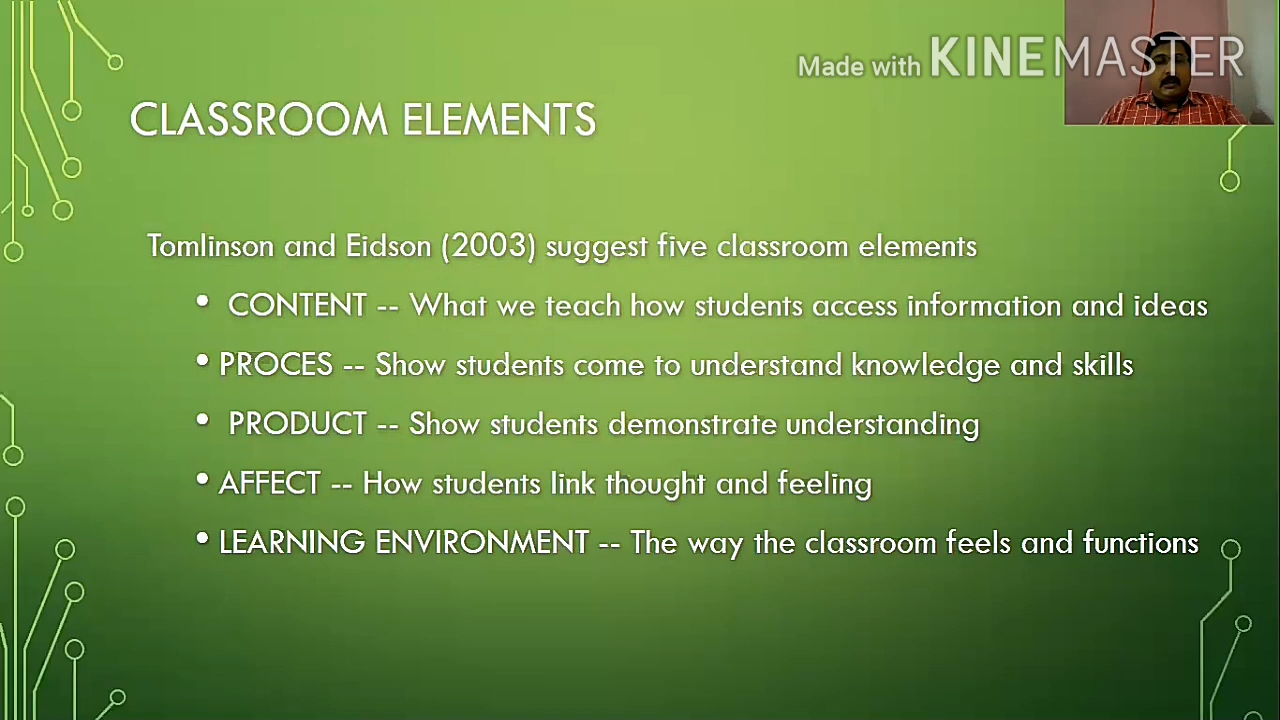 Made with KINEMASTER
CLASSROOM ELEMENTS
Tomlinson and Eidson (2003) suggest five classroom elements
• CONTENT -- What we teach how students access information and ideas
• PROCES -- Show students come to understand knowledge and skills
• PRODUCT -- Show students demonstrate understanding
• AFFECT -- How students link thought and feeling
• LEARNING ENVIRONMENT -- The way the classroom feels and functions